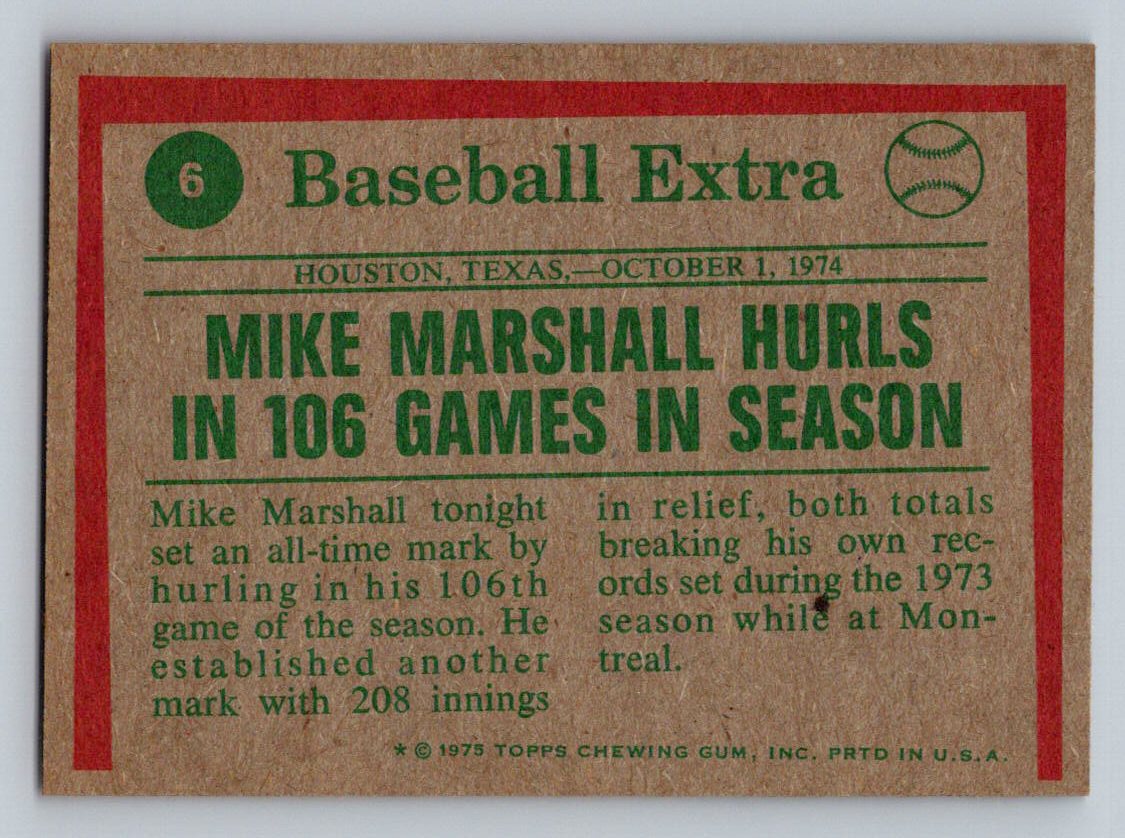 6
Baseball Extra
HOUSTON, TEXAS,—OCTOBER 1, 1974
MIKE MARSHALL HURLS
IN 106 GAMES IN SEASON
Mike Marshall tonight
set an all-time mark by
hurling in his 106th
game of the season. He
established another
mark with 208 innings
in relief, both totals
breaking his own rec-
ords set during the 1973
season while at Mon-
treal.
* © 1975 TOPPS CHEWING GUM, INC. PRTD IN U.S.A.